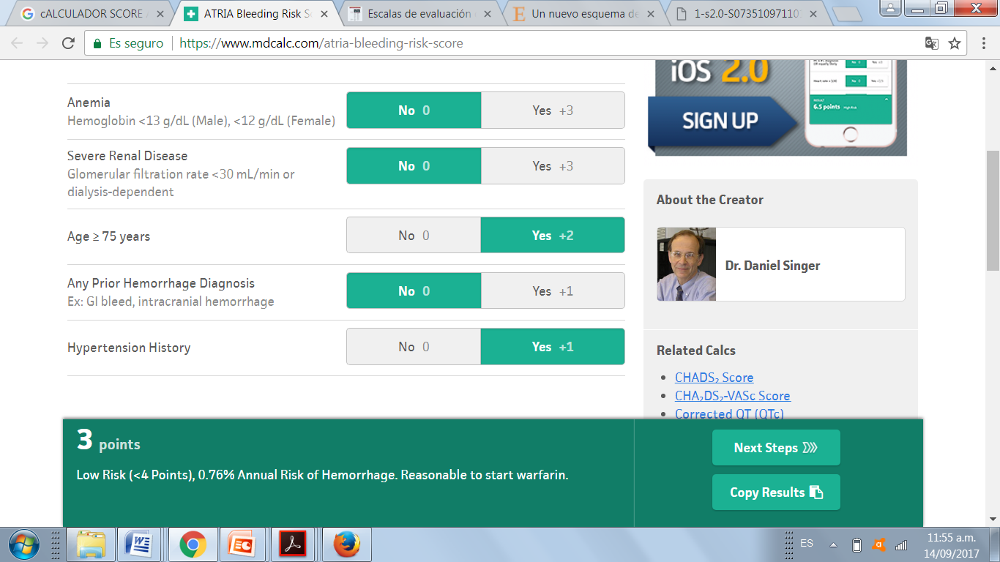 cALCULADOR SCORE A
ATRIA Bleeding Risk Sc
Escalas de evaluación
Un nuevo esquema de
1-s2.0-S073510971101
Es seguro
https://www.mdcalc.com/atria-bleeding-risk-score
iOS 2.0
SIGN UP
RESULT
6.5 points High Risk
Anemia
Hemoglobin <13 g/dL (Male), <12 g/dL (Female)
No 0
Yes +3
Severe Renal Disease
Glomerular filtration rate <30 mL/min or
dialysis-dependent
No 0
Yes +3
Age ≥ 75 years
No 0
Yes +2
Any Prior Hemorrhage Diagnosis
Ex: GI bleed, intracranial hemorrhage
No 0
Yes +1
Hypertension History
No 0
Yes +1
About the Creator
Dr. Daniel Singer
Related Calcs
CHADS₂ Score
CHA₂DS₂-VASc Score
Corrected QT (QTc)
3 points
Low Risk (<4 Points), 0.76% Annual Risk of Hemorrhage. Reasonable to start warfarin.
Next Steps
Copy Results
ES
11:55 a.m.
14/09/2017